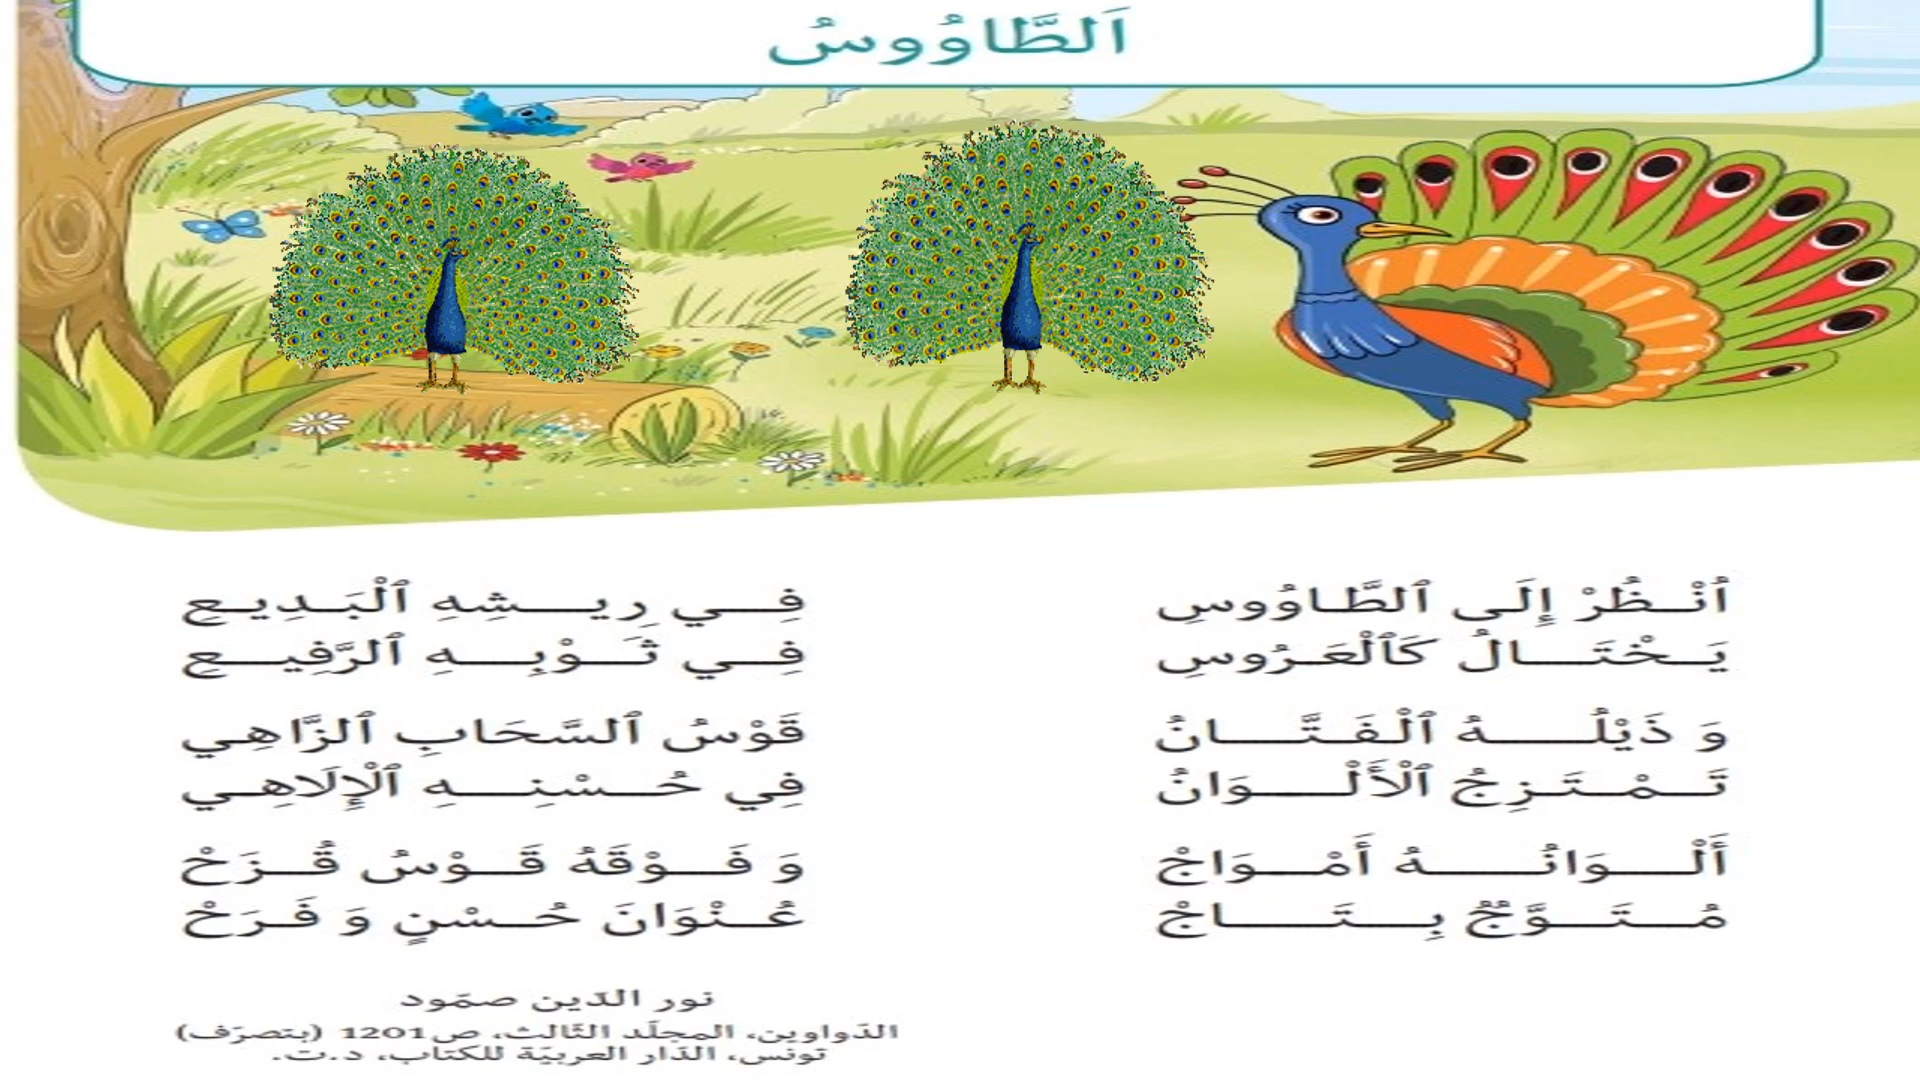 اَلطَّاوُوسُ
اُنْظُرْ إِلَى ٱلطَّاوُوسِ فِي رِيشِهِ ٱلْبَدِيعِ
يَخْتَالُ كَٱلْعَرُوسِ فِي ثَوْبِهِ ٱلرَّفِيعِ
وَ ذَيْلُهُ ٱلْفَتَّانُ قَوْسُ ٱلسَّحَابِ ٱلزَّاهِي
تَمْتَزِجُ ٱلْأَلْوَانُ فِي حُسْنِهِ ٱلْإِلَاهِي
أَلْوَانُهُ أَمْوَاجْ وَ فَوْقَهُ قَوْسُ قُزَحْ
مُتَوَّجٌ بِتَاجْ عُنْوَانَ حُسْنٍ وَ فَرَحْ
نور الدّين صمّود
الدّواوين، المجلّد الثّالث، ص1201 (بتصرّف)
تونس، الدّار العربيّة للكتاب، د.ت.